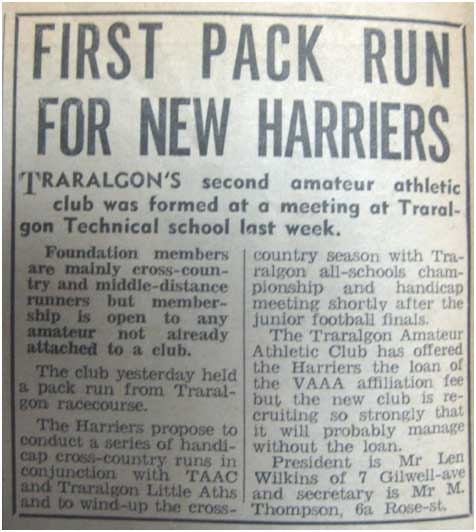 FIRST PACK RUN
FOR NEW HARRIERS
TRARALGON'S second amateur athletic
club was formed at a meeting at Traral-
gon Technical school last week.
Foundation members
are mainly cross-coun-
try and middle-distance
runners but member-
ship is open to any
amateur not already
attached to a club.
The club yesterday held
a pack run from Traral-
gon racecourse.
The Harriers propose to
conduct a series of handi-
cap cross-country runs in
conjunction with TAAC
and Traralgon Little Aths
and to wind-up the cross-
country season with Tra-
ralgon all-schools cham-
pionship and handicap
meeting shortly after the
junior football finals.
The Traralgon Amateur
Athletic Club has offered
the Harriers the loan of
the VAAA affiliation fee
but the new club is re-
cruiting so strongly that
it will probably manage
without the loan.
President is Mr Len
Wilkins of 7 Gilwell-ave
and secretary is Mr M.
Thompson, 6a Rose-st.